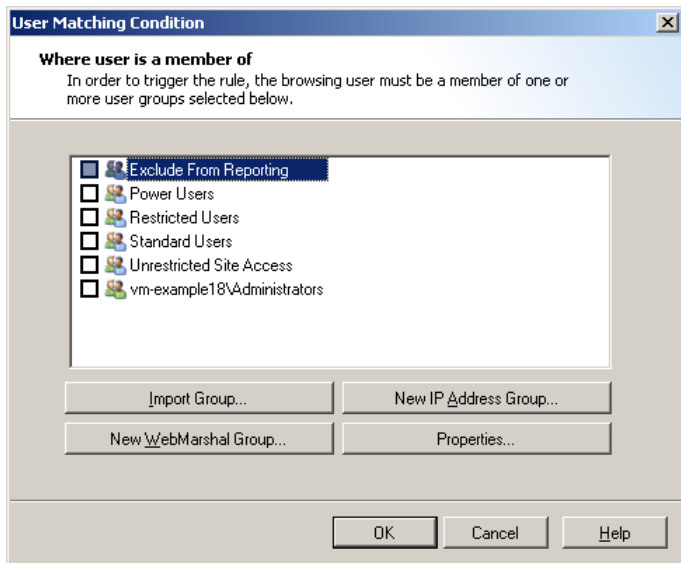 User Matching Condition
Where user is a member of
In order to trigger the rule, the browsing user must be a member of one or
more user groups selected below.
Exclude From Reporting
Power Users
Restricted Users
Standard Users
Unrestricted Site Access
vm-example18\Administrators
Import Group...
New IP Address Group...
New WebMarshal Group...
Properties...
OK
Cancel
Help